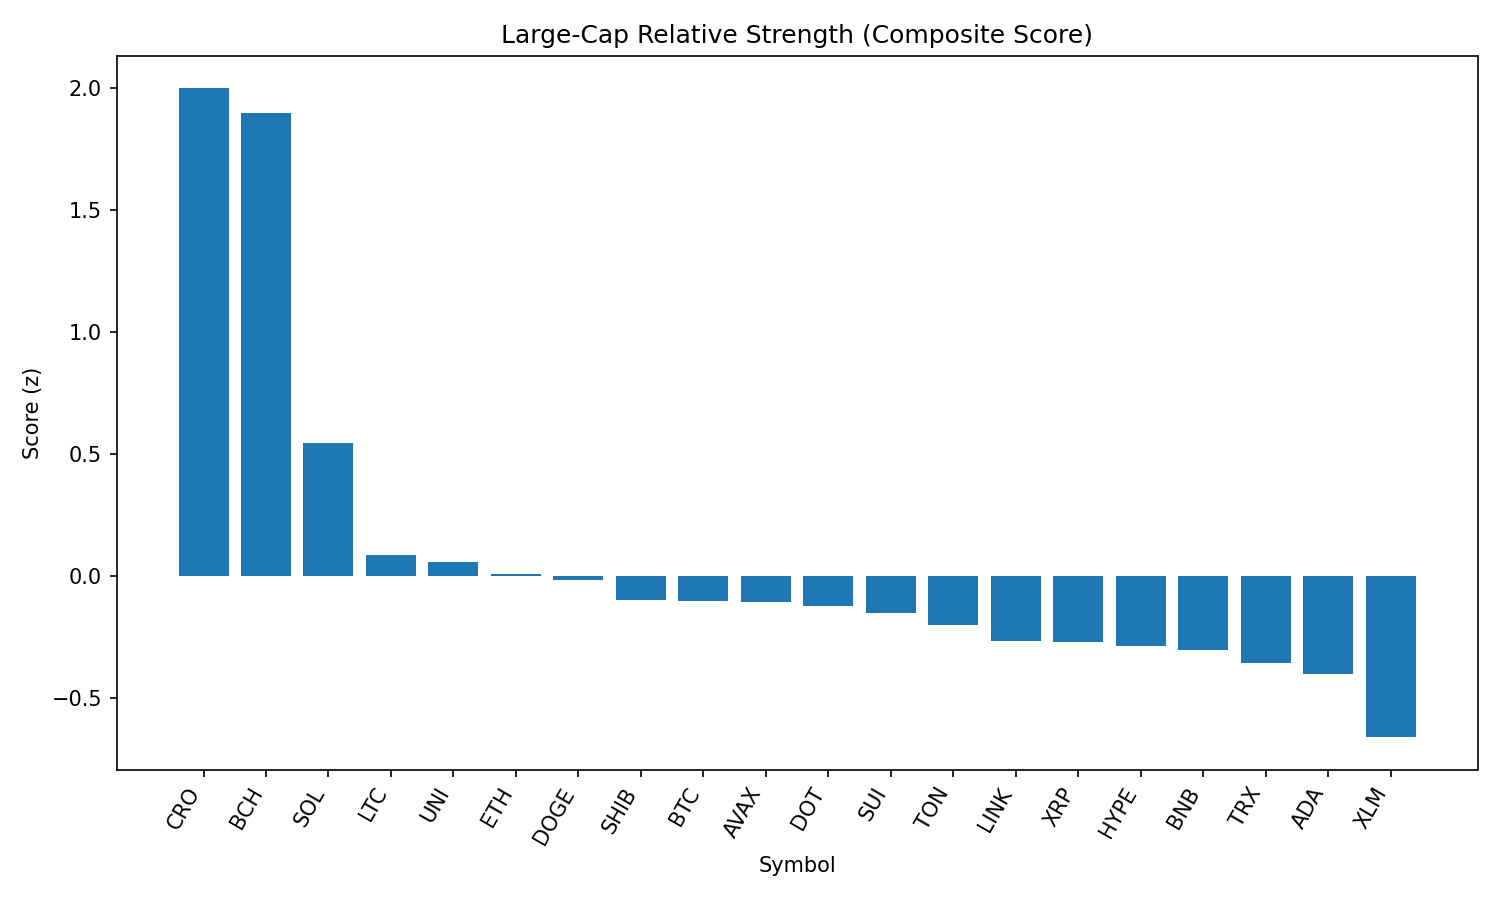 Large-Cap Relative Strength (Composite Score)
Score (z)
2.0
1.5
1.0
0.5
0.0
−0.5
CRO
BCH
SOL
LTC
UNI
ETH
DOGE
SHIB
BTC
AVAX
DOT
SUI
TON
LINK
XRP
HYPE
BNB
TRX
ADA
XLM
Symbol